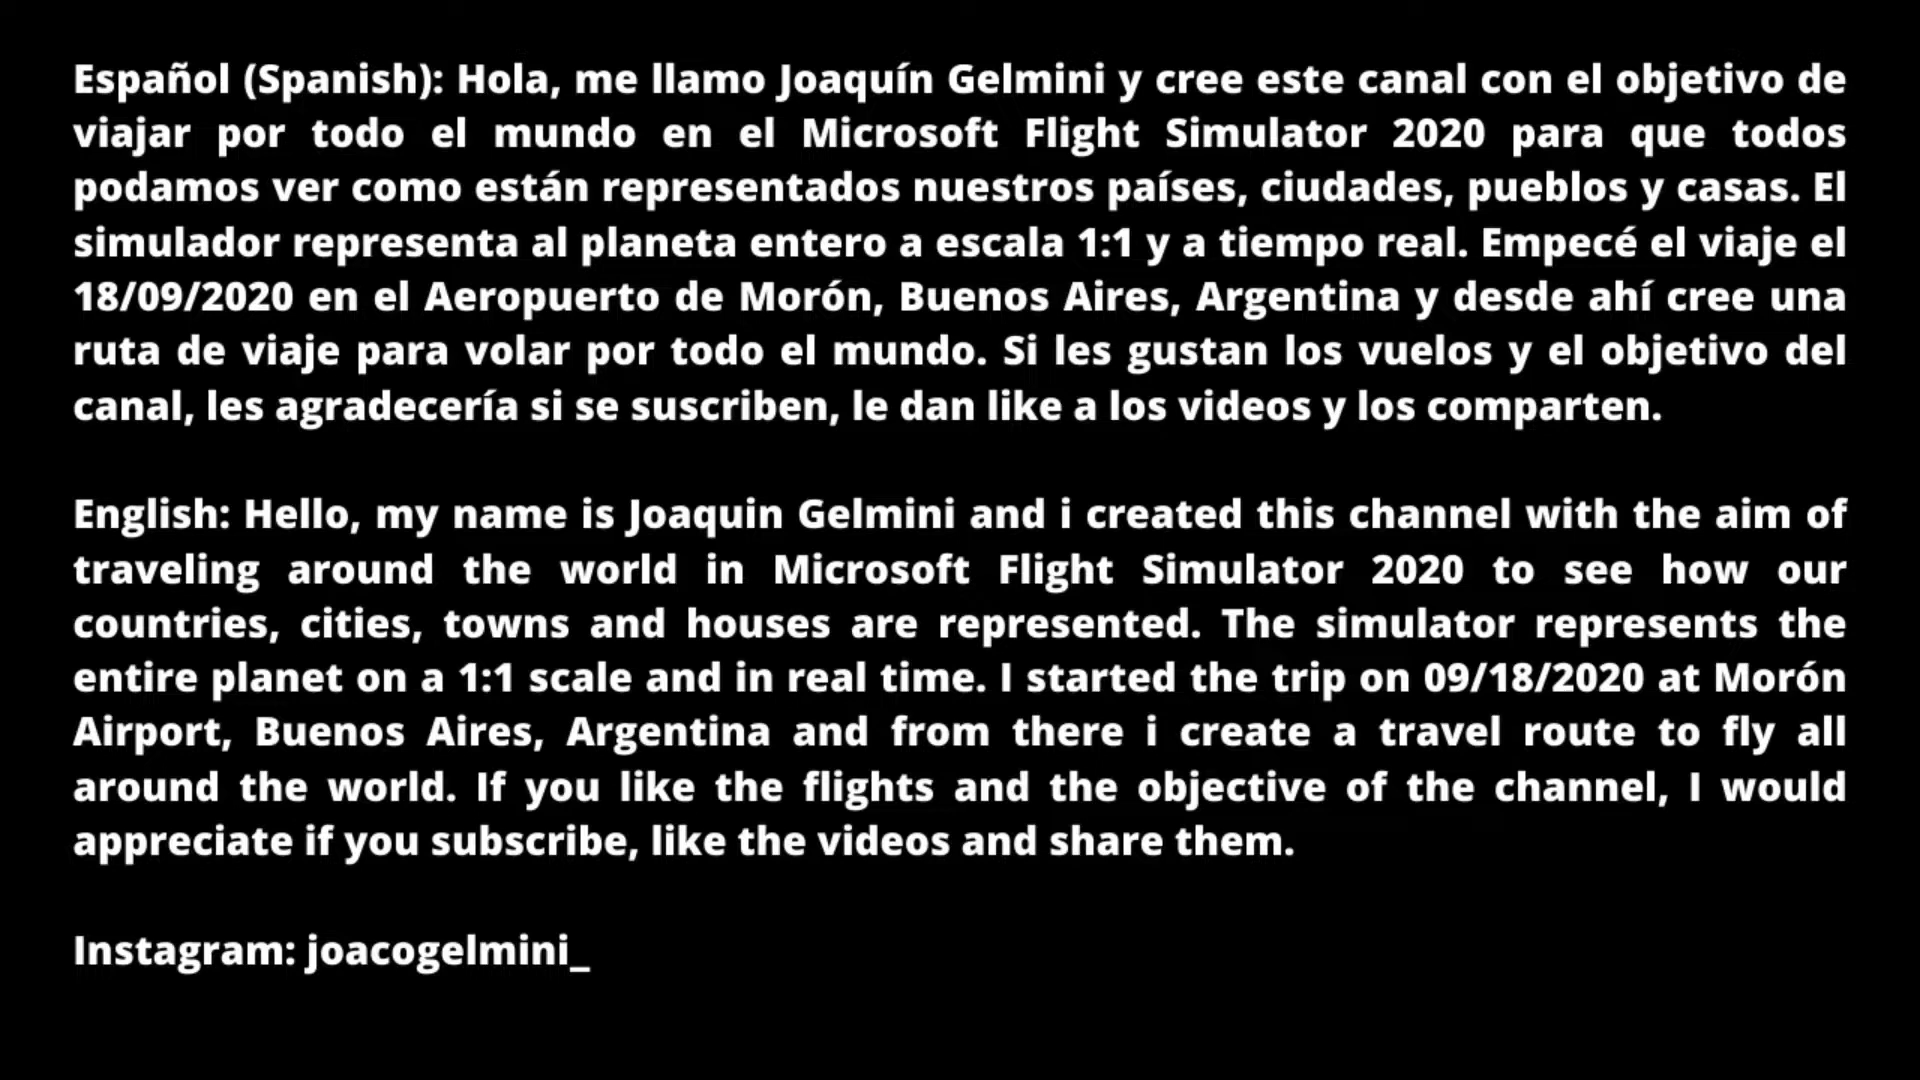 Español (Spanish): Hola, me llamo Joaquín Gelmini y cree este canal con el objetivo de
viajar por todo el mundo en el Microsoft Flight Simulator 2020 para que todos
podamos ver como están representados nuestros países, ciudades, pueblos y casas. El
simulador representa al planeta entero a escala 1:1 y a tiempo real. Empecé el viaje el
18/09/2020 en el Aeropuerto de Morón, Buenos Aires, Argentina y desde ahí cree una
ruta de viaje para volar por todo el mundo. Si les gustan los vuelos y el objetivo del
canal, les agradecería si se suscriben, le dan like a los videos y los comparten.
English: Hello, my name is Joaquin Gelmini and i created this channel with the aim of
traveling around the world in Microsoft Flight Simulator 2020 to see how our
countries, cities, towns and houses are represented. The simulator represents the
entire planet on a 1:1 scale and in real time. I started the trip on 09/18/2020 at Morón
Airport, Buenos Aires, Argentina and from there i create a travel route to fly all
around the world. If you like the flights and the objective of the channel, I would
appreciate if you subscribe, like the videos and share them.
Instagram: joacogelmini_